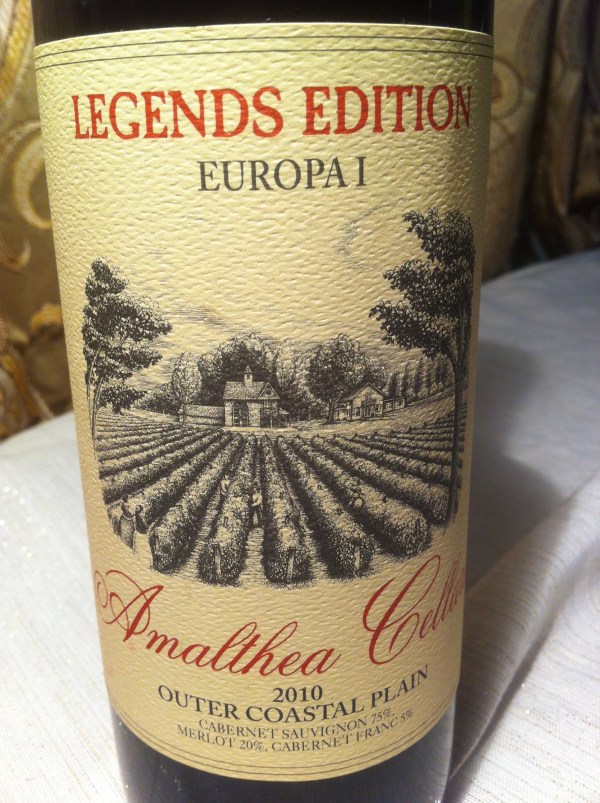 LEGENDS EDITION
EUROPA I
Amalthea
2010
OUTER COASTAL PLAIN
CABERNET SAUVIGNON 75%,
MERLOT 20%, CABERNET FRANC 5%